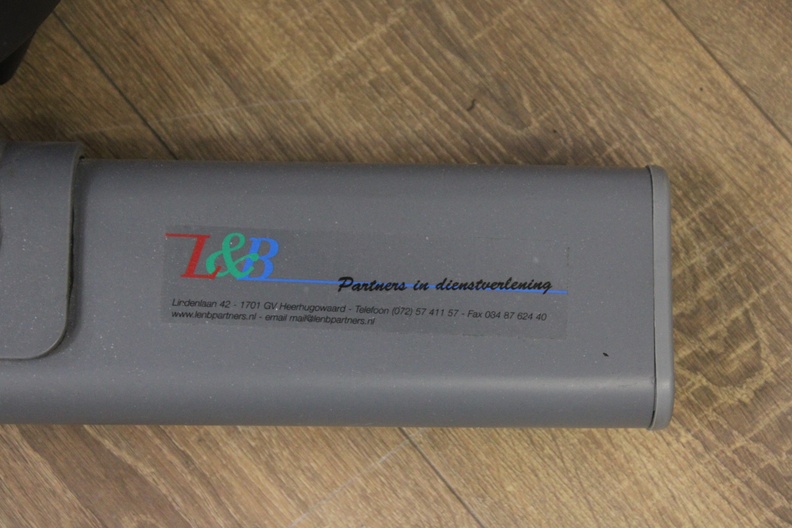 L&B
Partners in dienstverlening
Lindenlaan 42 - 1701 GV Heerhugowaard - Telefoon (072) 57 411 57 - Fax 084 87 624 40
www.lenbpartners.nl - email mail@lenbpartners.nl